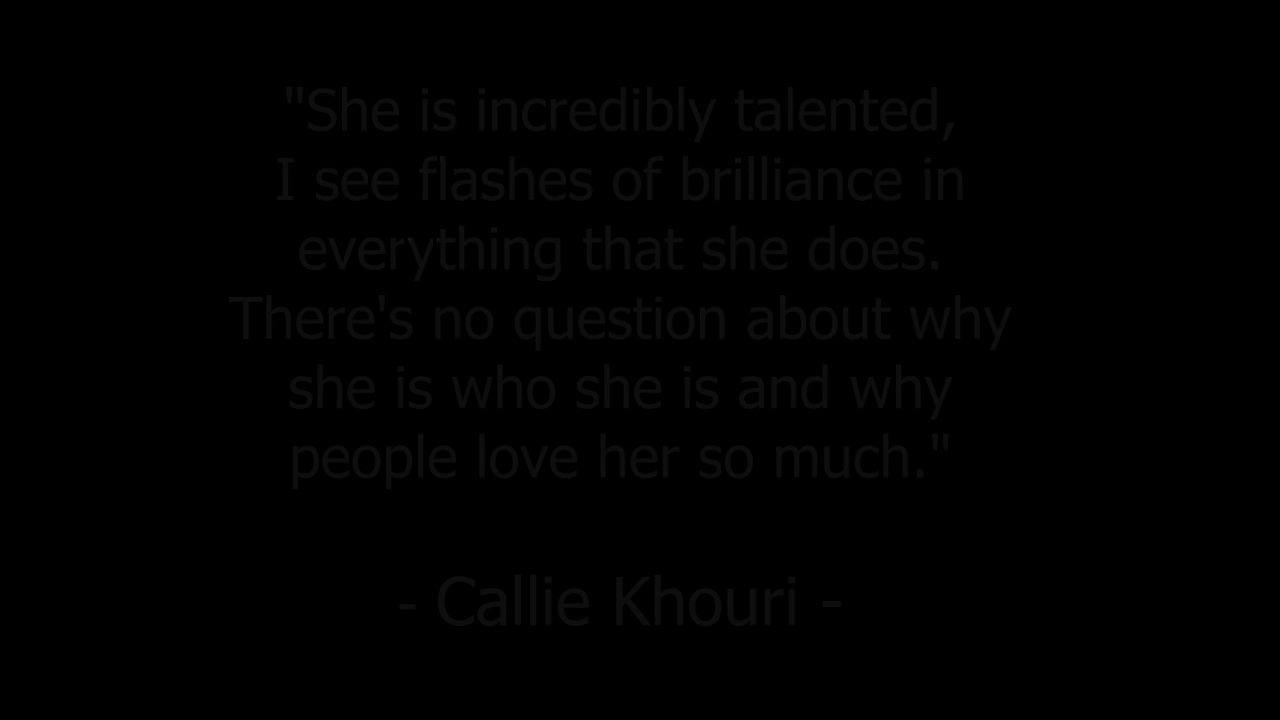 "She is incredibly talented,
I see flashes of brilliance in
everything that she does.
There's no question about why
she is who she is and why
people love her so much."
- Callie Khouri -